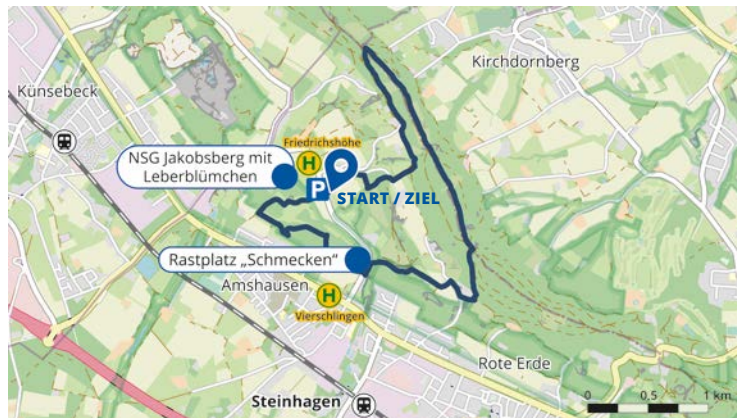 Kirchdornberg
Künsebeck
Friedrichshöhe
H
NSG Jakobsberg mit
Leberblümchen
P
START / ZIEL
Rastplatz „Schmecken“
Amshausen
H
Vierschlingen
Rote Erde
Steinhagen
0 0,5 1 km